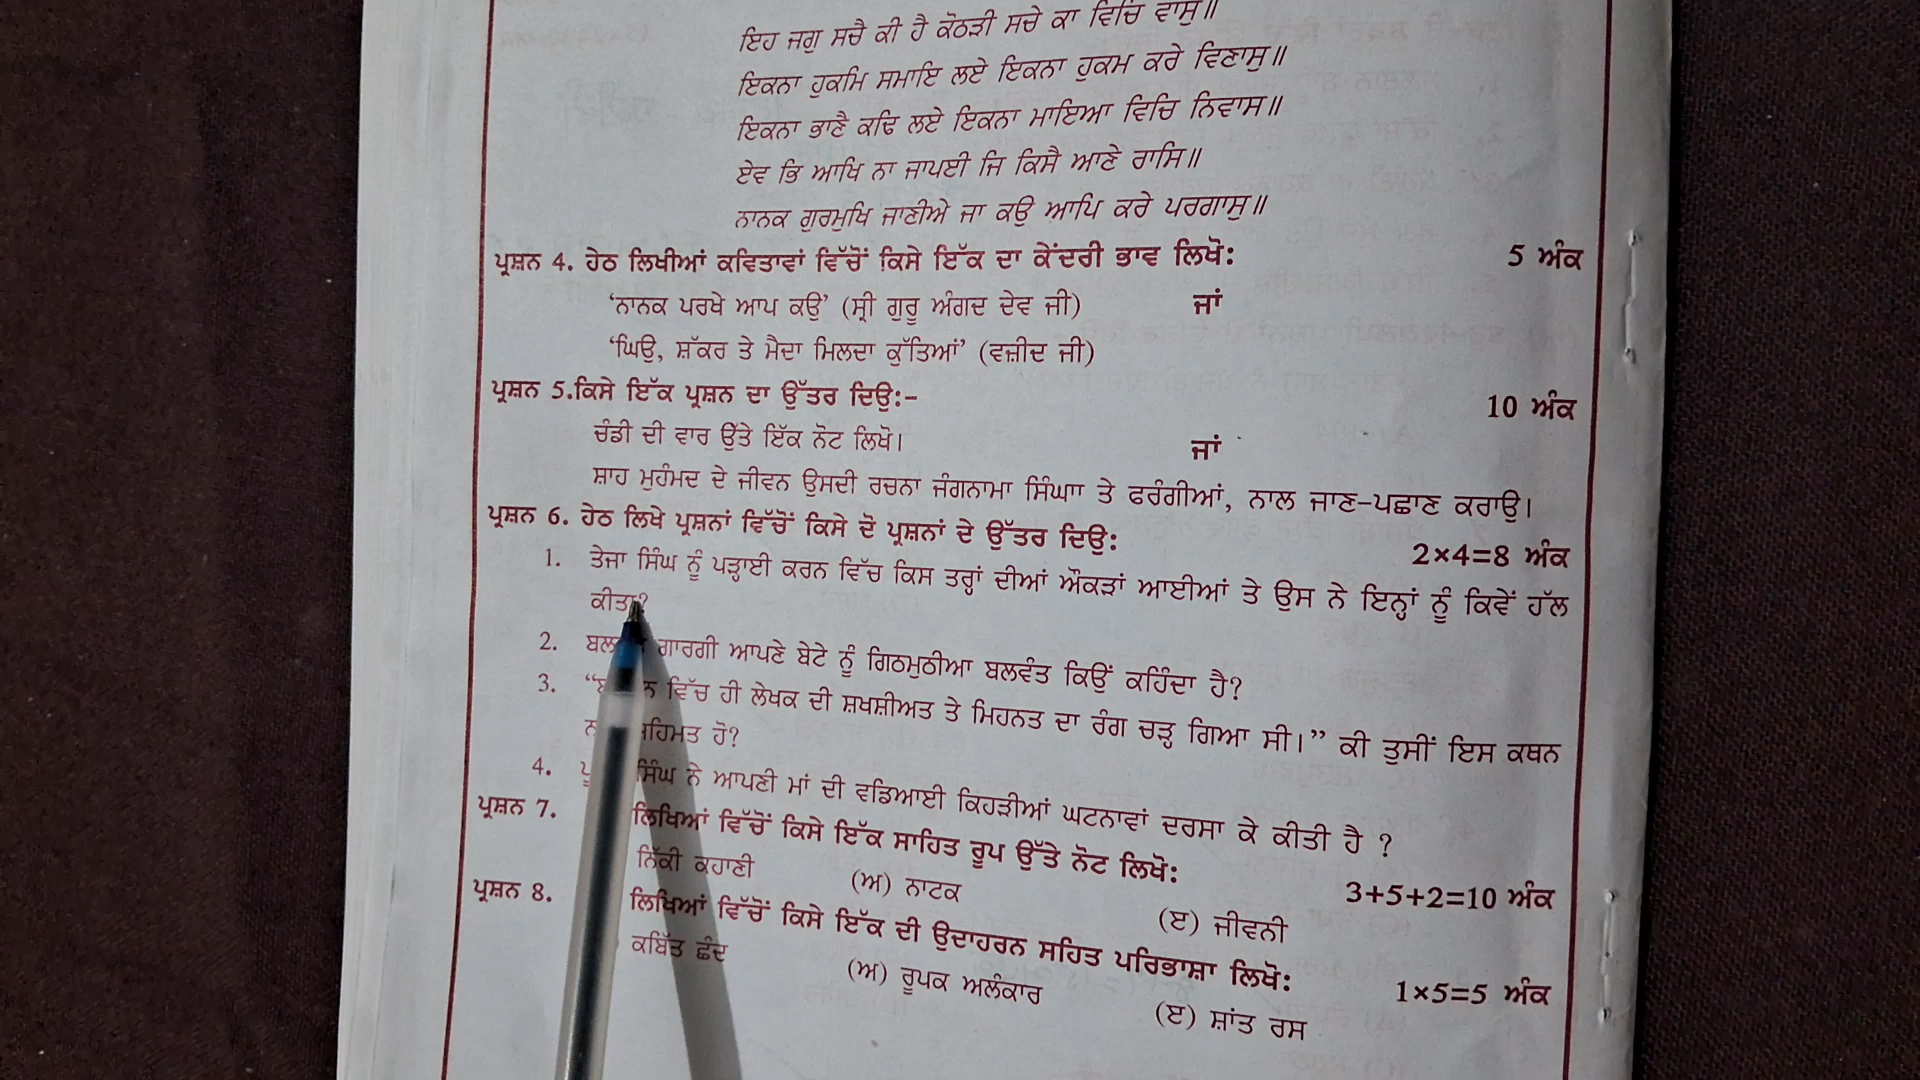 ਇਹ ਜਗੁ ਸਚੈ ਕੀ ਹੈ ਕੋਠੜੀ ਸਚੇ ਕਾ ਵਿਚਿ ਵਾਸੁ॥
ਇਕਨਾ ਹੁਕਮਿ ਸਮਾਇ ਲਏ ਇਕਨਾ ਹੁਕਮ ਕਰੇ ਵਿਣਾਸੁ॥
ਇਕਨਾ ਭਾਣੈ ਕਢਿ ਲਏ ਇਕਨਾ ਮਾਇਆ ਵਿਚਿ ਨਿਵਾਸ॥
ਏਵ ਭਿ ਆਖਿ ਨਾ ਜਾਪਈ ਜਿ ਕਿਸੈ ਆਣੇ ਰਾਸਿ॥
ਨਾਨਕ ਗੁਰਮੁਖਿ ਜਾਣੀਐ ਜਾ ਕਉ ਆਪਿ ਕਰੇ ਪਰਗਾਸੁ॥
ਪ੍ਰਸ਼ਨ 4. ਹੇਠ ਲਿਖੀਆਂ ਕਵਿਤਾਵਾਂ ਵਿੱਚੋਂ ਕਿਸੇ ਇੱਕ ਦਾ ਕੇਂਦਰੀ ਭਾਵ ਲਿਖੋ: 5 ਅੰਕ
‘ਨਾਨਕ ਪਰਖੇ ਆਪ ਕਉ’ (ਸ੍ਰੀ ਗੁਰੂ ਅੰਗਦ ਦੇਵ ਜੀ) ਜਾਂ
‘ਘਿਉ, ਸ਼ੱਕਰ ਤੇ ਮੈਦਾ ਮਿਲਦਾ ਕੁੱਤਿਆਂ’ (ਵਜ਼ੀਦ ਜੀ)
ਪ੍ਰਸ਼ਨ 5.ਕਿਸੇ ਇੱਕ ਪ੍ਰਸ਼ਨ ਦਾ ਉੱਤਰ ਦਿਉ:- 10 ਅੰਕ
ਚੰਡੀ ਦੀ ਵਾਰ ਉੱਤੇ ਇੱਕ ਨੋਟ ਲਿਖੋ। ਜਾਂ
ਸ਼ਾਹ ਮੁਹੰਮਦ ਦੇ ਜੀਵਨ ਉਸਦੀ ਰਚਨਾ ਜੰਗਨਾਮਾ ਸਿੰਘਾਾ ਤੇ ਫਰੰਗੀਆਂ, ਨਾਲ ਜਾਣ-ਪਛਾਣ ਕਰਾਉ।
ਪ੍ਰਸ਼ਨ 6. ਹੇਠ ਲਿਖੇ ਪ੍ਰਸ਼ਨਾਂ ਵਿੱਚੋਂ ਕਿਸੇ ਦੋ ਪ੍ਰਸ਼ਨਾਂ ਦੇ ਉੱਤਰ ਦਿਉ: 2×4=8 ਅੰਕ
1. ਤੇਜਾ ਸਿੰਘ ਨੂੰ ਪੜ੍ਹਾਈ ਕਰਨ ਵਿੱਚ ਕਿਸ ਤਰ੍ਹਾਂ ਦੀਆਂ ਔਕੜਾਂ ਆਈਆਂ ਤੇ ਉਸ ਨੇ ਇਨ੍ਹਾਂ ਨੂੰ ਕਿਵੇਂ ਹੱਲ
ਕੀਤਾ?
2. ਗਾਰਗੀ ਆਪਣੇ ਬੇਟੇ ਨੂੰ ਗਿਠਮੁਠੀਆ ਬਲਵੰਤ ਕਿਉਂ ਕਹਿੰਦਾ ਹੈ?
3. ਵਿੱਚ ਹੀ ਲੇਖਕ ਦੀ ਸ਼ਖਸ਼ੀਅਤ ਤੇ ਮਿਹਨਤ ਦਾ ਰੰਗ ਚੜ੍ਹ ਗਿਆ ਸੀ।” ਕੀ ਤੁਸੀਂ ਇਸ ਕਥਨ
ਹੋ?
4. ਸਿੰਘ ਨੇ ਆਪਣੀ ਮਾਂ ਦੀ ਵਡਿਆਈ ਕਿਹੜੀਆਂ ਘਟਨਾਵਾਂ ਦਰਸਾ ਕੇ ਕੀਤੀ ਹੈ ?
ਪ੍ਰਸ਼ਨ 7. ਲਿਖਿਆਂ ਵਿੱਚੋਂ ਕਿਸੇ ਇੱਕ ਸਾਹਿਤ ਰੂਪ ਉੱਤੇ ਨੋਟ ਲਿਖੋ: 3+5+2=10 ਅੰਕ
ਨਿੱਕੀ ਕਹਾਣੀ (ਅ) ਨਾਟਕ (ੲ) ਜੀਵਨੀ
ਪ੍ਰਸ਼ਨ 8. ਲਿਖਿਆਂ ਵਿੱਚੋਂ ਕਿਸੇ ਇੱਕ ਦੀ ਉਦਾਹਰਨ ਸਹਿਤ ਪਰਿਭਾਸ਼ਾ ਲਿਖੋ: 1×5=5 ਅੰਕ
ਕਬਿੱਤ ਛੰਦ (ਅ) ਰੂਪਕ ਅਲੰਕਾਰ (ੲ) ਸ਼ਾਂਤ ਰਸ